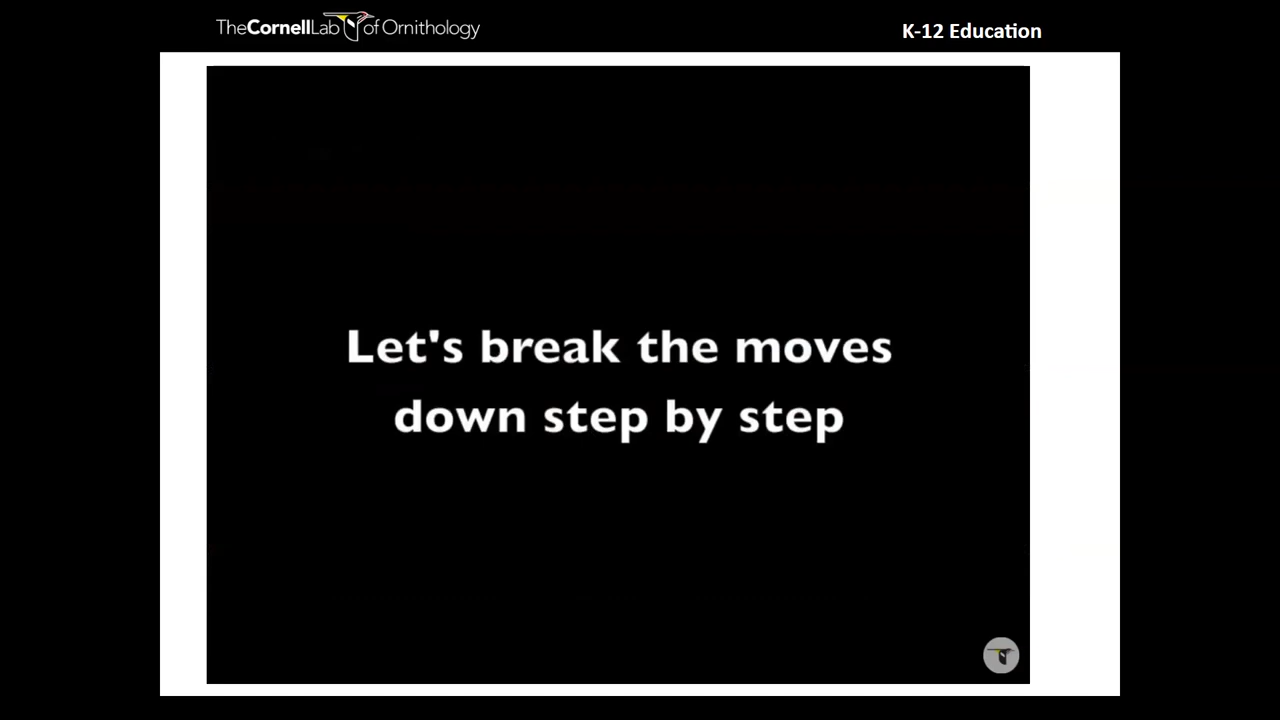 TheCornellLab of Ornithology
K-12 Education
Let's break the moves
down step by step